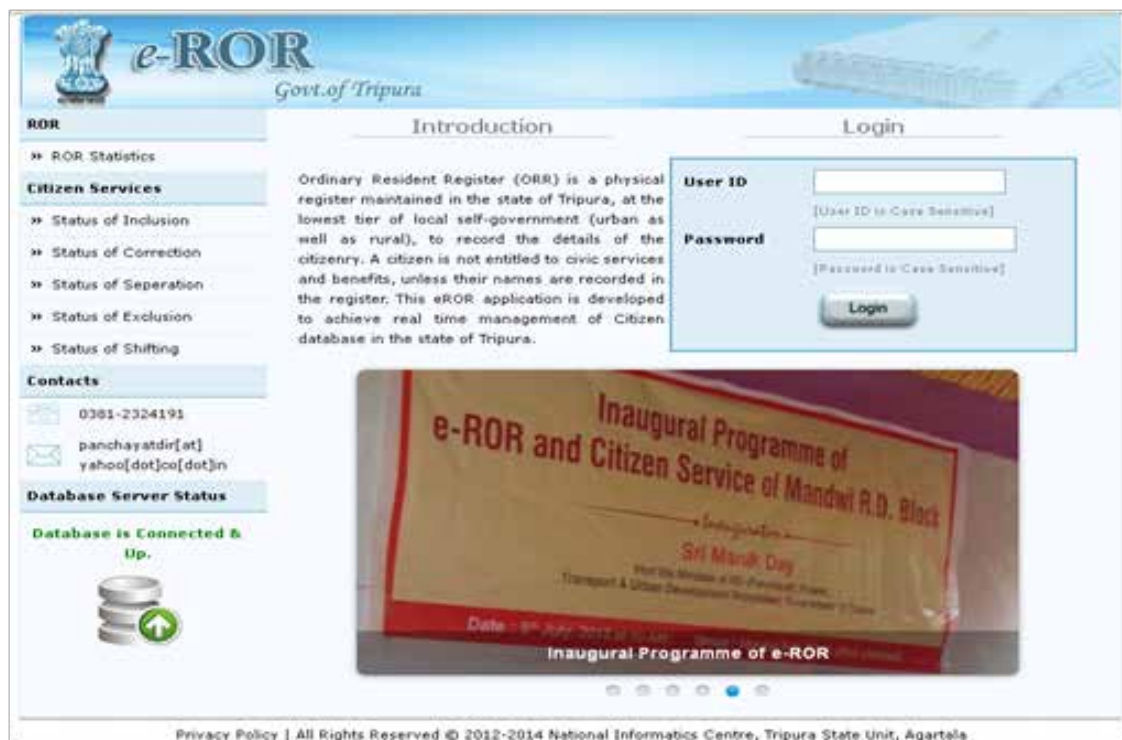 e-ROR
Govt.of Tripura
ROR
» ROR Statistics
Citizen Services
» Status of Inclusion
» Status of Correction
» Status of Seperation
» Status of Exclusion
» Status of Shifting
Contacts
0381-2324191
panchayatdir[at]
yahoo[dot]co[dot]in
Database Server Status
Database is Connected &
Up.
Introduction
Ordinary Resident Register (ORR) is a physical
register maintained in the state of Tripura, at the
lowest tier of local self-government (urban as
well as rural), to record the details of the
citizenry. A citizen is not entitled to civic services
and benefits, unless their names are recorded in
the register. This eROR application is developed
to achieve real time management of Citizen
database in the state of Tripura.
Login
User ID
[User ID is Case Sensitive]
Password
[Password is Case Sensitive]
Login
Inaugural Programme of
e-ROR and Citizen Service of Mandwi R.D. Block
Inauguration
Sri Manik Dey
Transport & Urban Development
Date :
Inaugural Programme of e-ROR
Privacy Policy | All Rights Reserved @ 2012-2014 National Informatics Centre, Tripura State Unit, Agartala